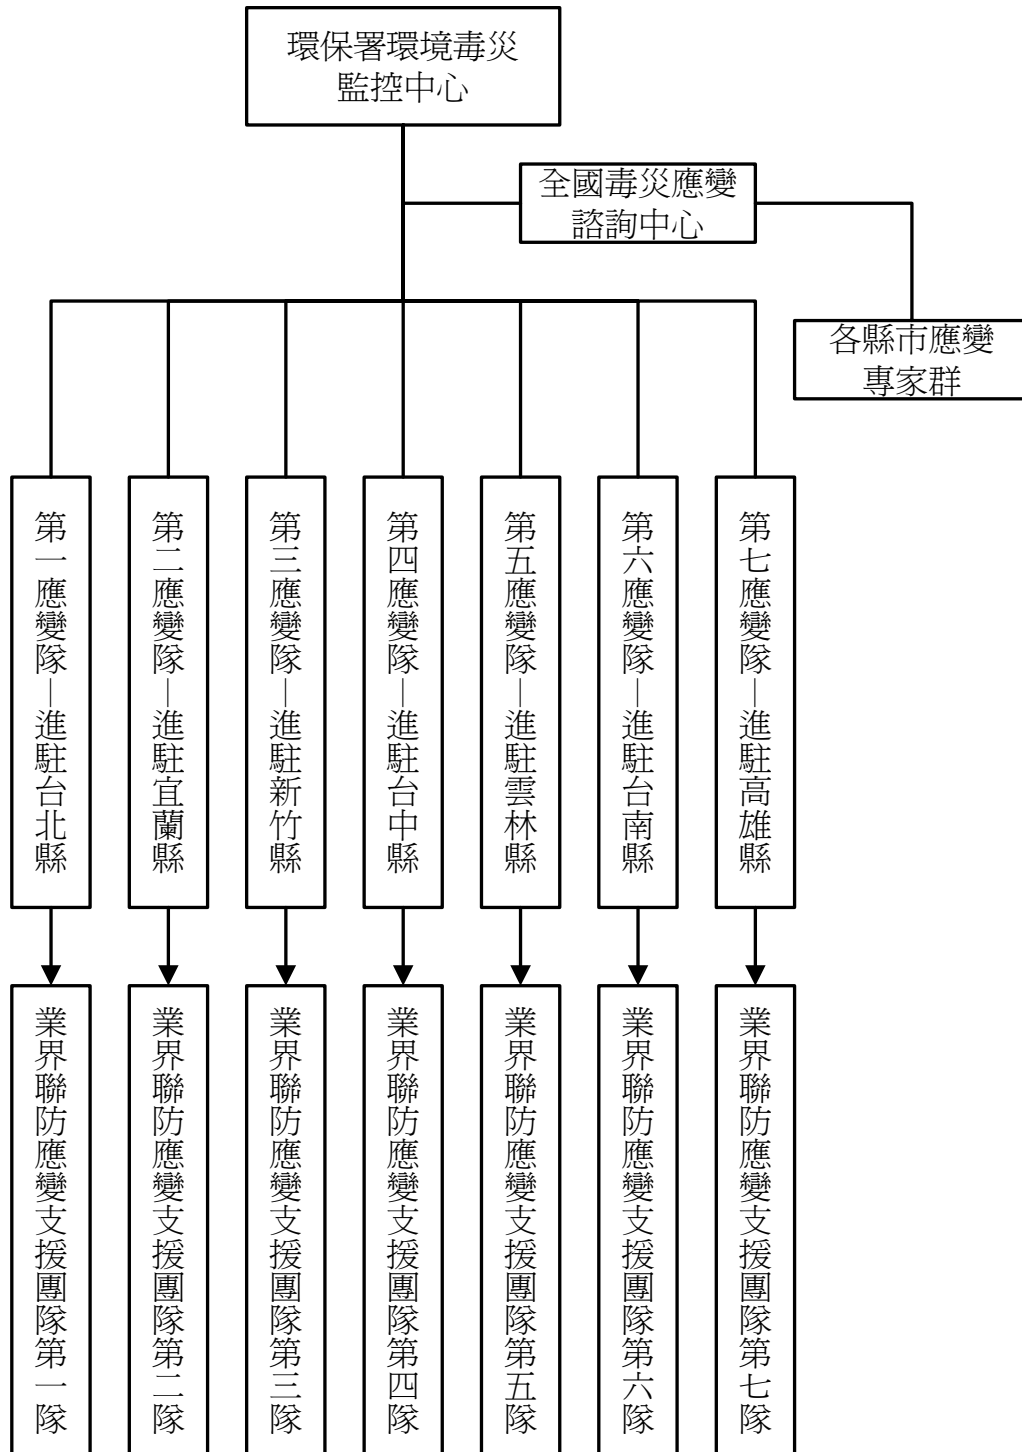 環保署環境毒災
監控中心
全國毒災應變
諮詢中心
各縣市應變
專家群
第一應變隊—進駐台北縣
第二應變隊—進駐宜蘭縣
第三應變隊—進駐新竹縣
第四應變隊—進駐台中縣
第五應變隊—進駐雲林縣
第六應變隊—進駐台南縣
第七應變隊—進駐高雄縣
業界聯防應變支援團隊第一隊
業界聯防應變支援團隊第二隊
業界聯防應變支援團隊第三隊
業界聯防應變支援團隊第四隊
業界聯防應變支援團隊第五隊
業界聯防應變支援團隊第六隊
業界聯防應變支援團隊第七隊